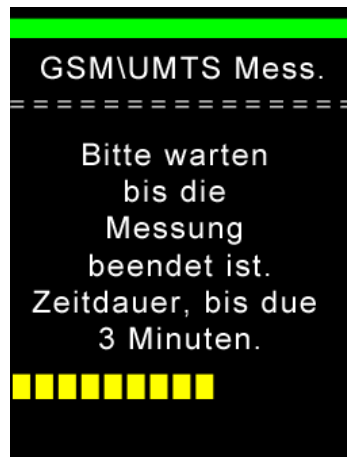 GSM\UMTS Mess.
===============
Bitte warten
bis die
Messung
beendet ist.
Zeitdauer, bis due
3 Minuten.